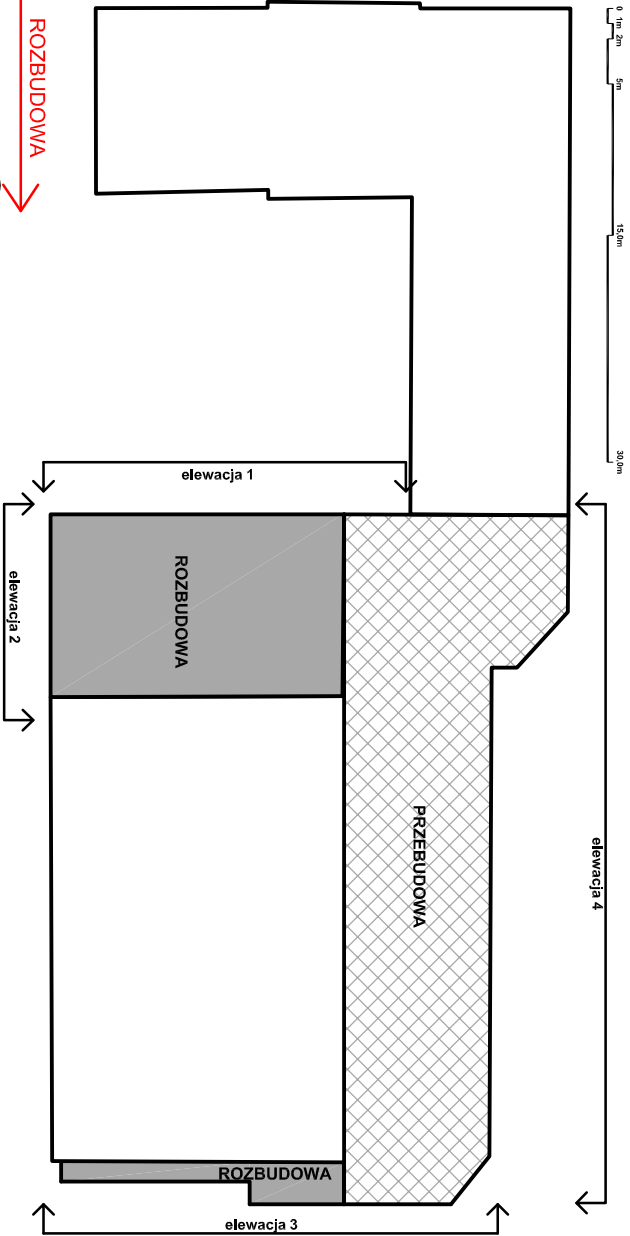 0 1m 2m 5m 15,0m 30,0m
ROZBUDOWA
elewacja 1
ROZBUDOWA
elewacja 2
PRZEBUDOWA
elewacja 4
ROZBUDOWA
elewacja 3